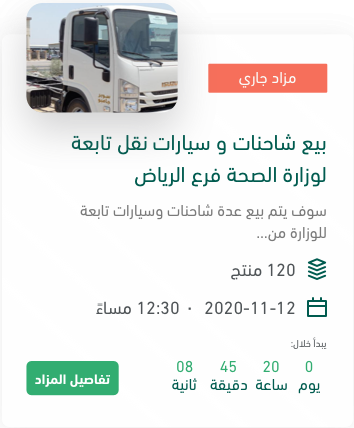 مزاد جاري
بيع شاحنات و سيارات نقل تابعة
لوزارة الصحة فرع الرياض
سوف يتم بيع عدة شاحنات وسيارات تابعة
للوزارة من...
120 منتج
2020-11-12 · 12:30 مساءً
يبدأ خلال:
0 20 45 08
يوم ساعة دقيقة ثانية
تفاصيل المزاد